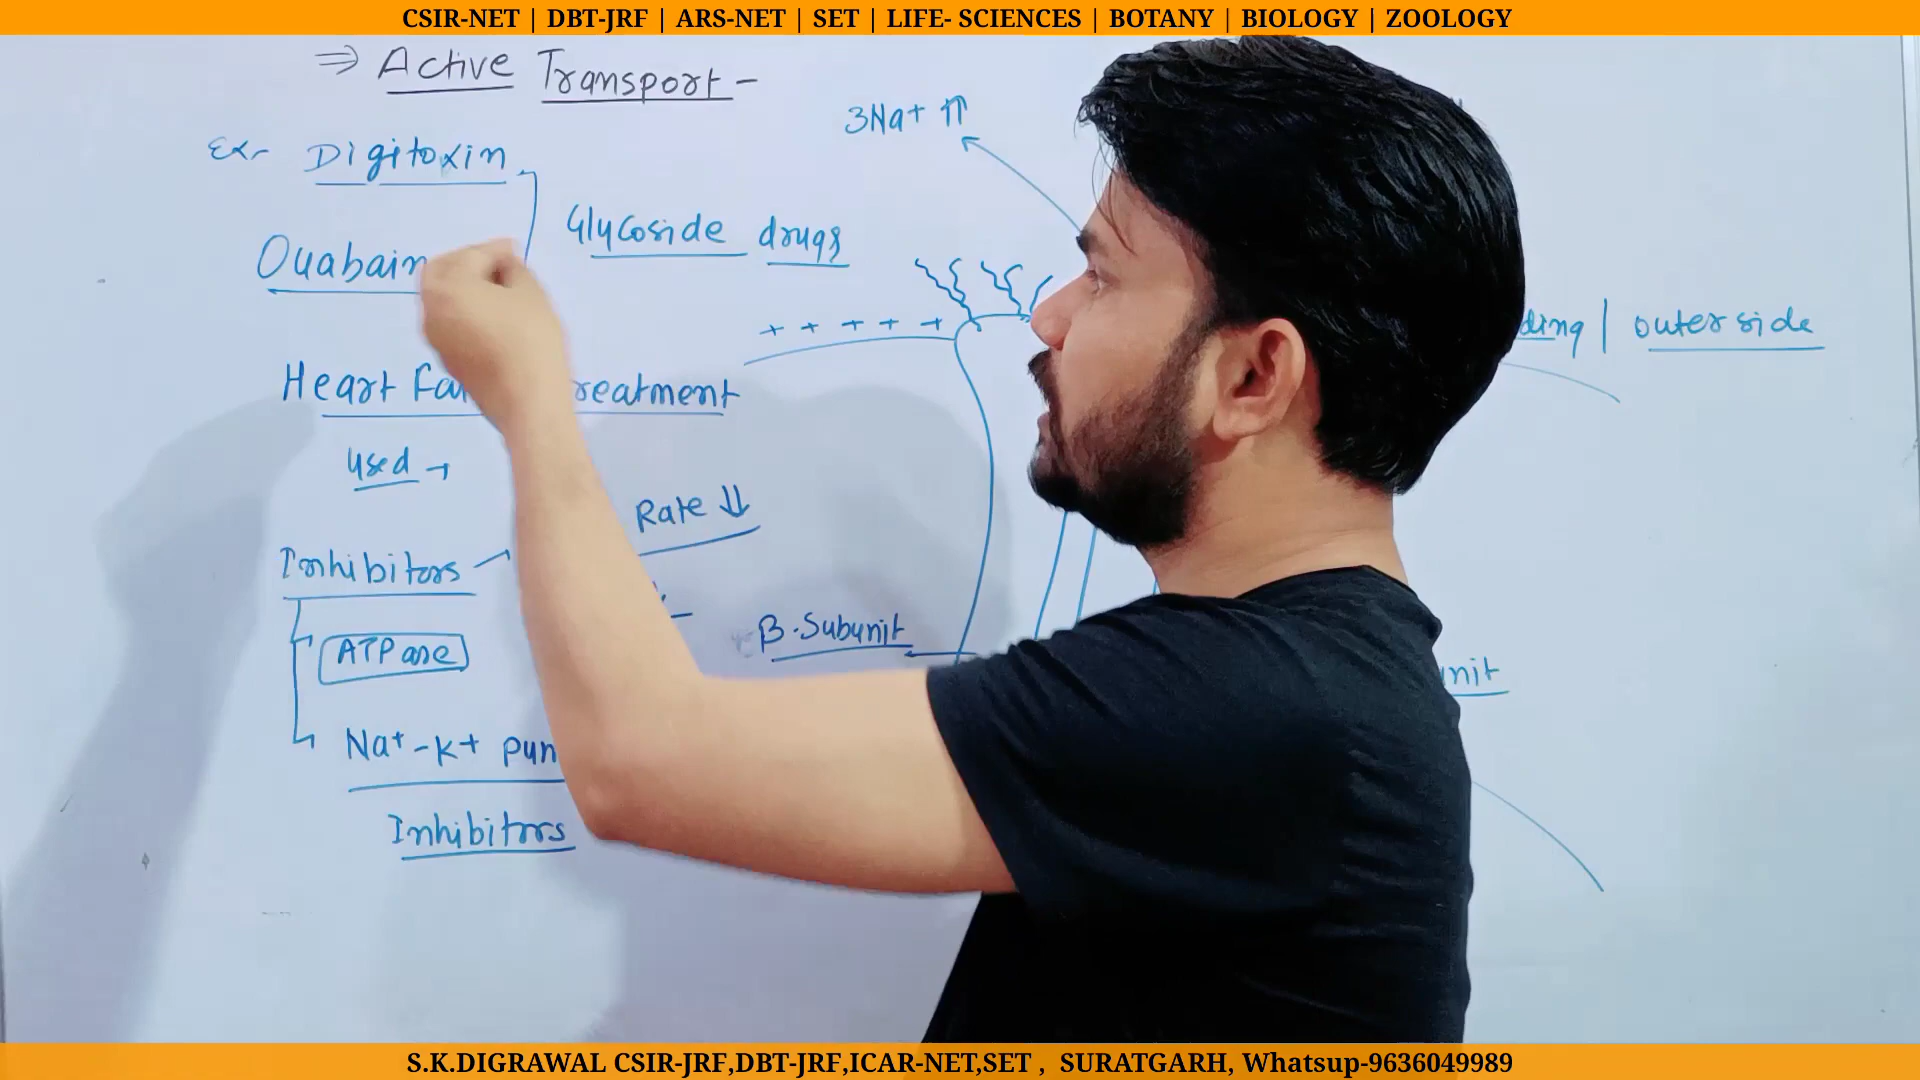 CSIR-NET | DBT-JRF | ARS-NET | SET | LIFE- SCIENCES | BOTANY | BIOLOGY | ZOOLOGY
⇒ Active Transport -
Ex- Digitoxin
Ouabain
Glycoside drugs
Heart
Used →
Rate ↓↓
Inhibitors
ATPase
Na+ - K+
Inhibitors
3Na+ ⇑
+ + + + +
outer side
β-Subunit
S.K.DIGRAWAL CSIR-JRF,DBT-JRF,ICAR-NET,SET , SURATGARH, Whatsup-9636049989